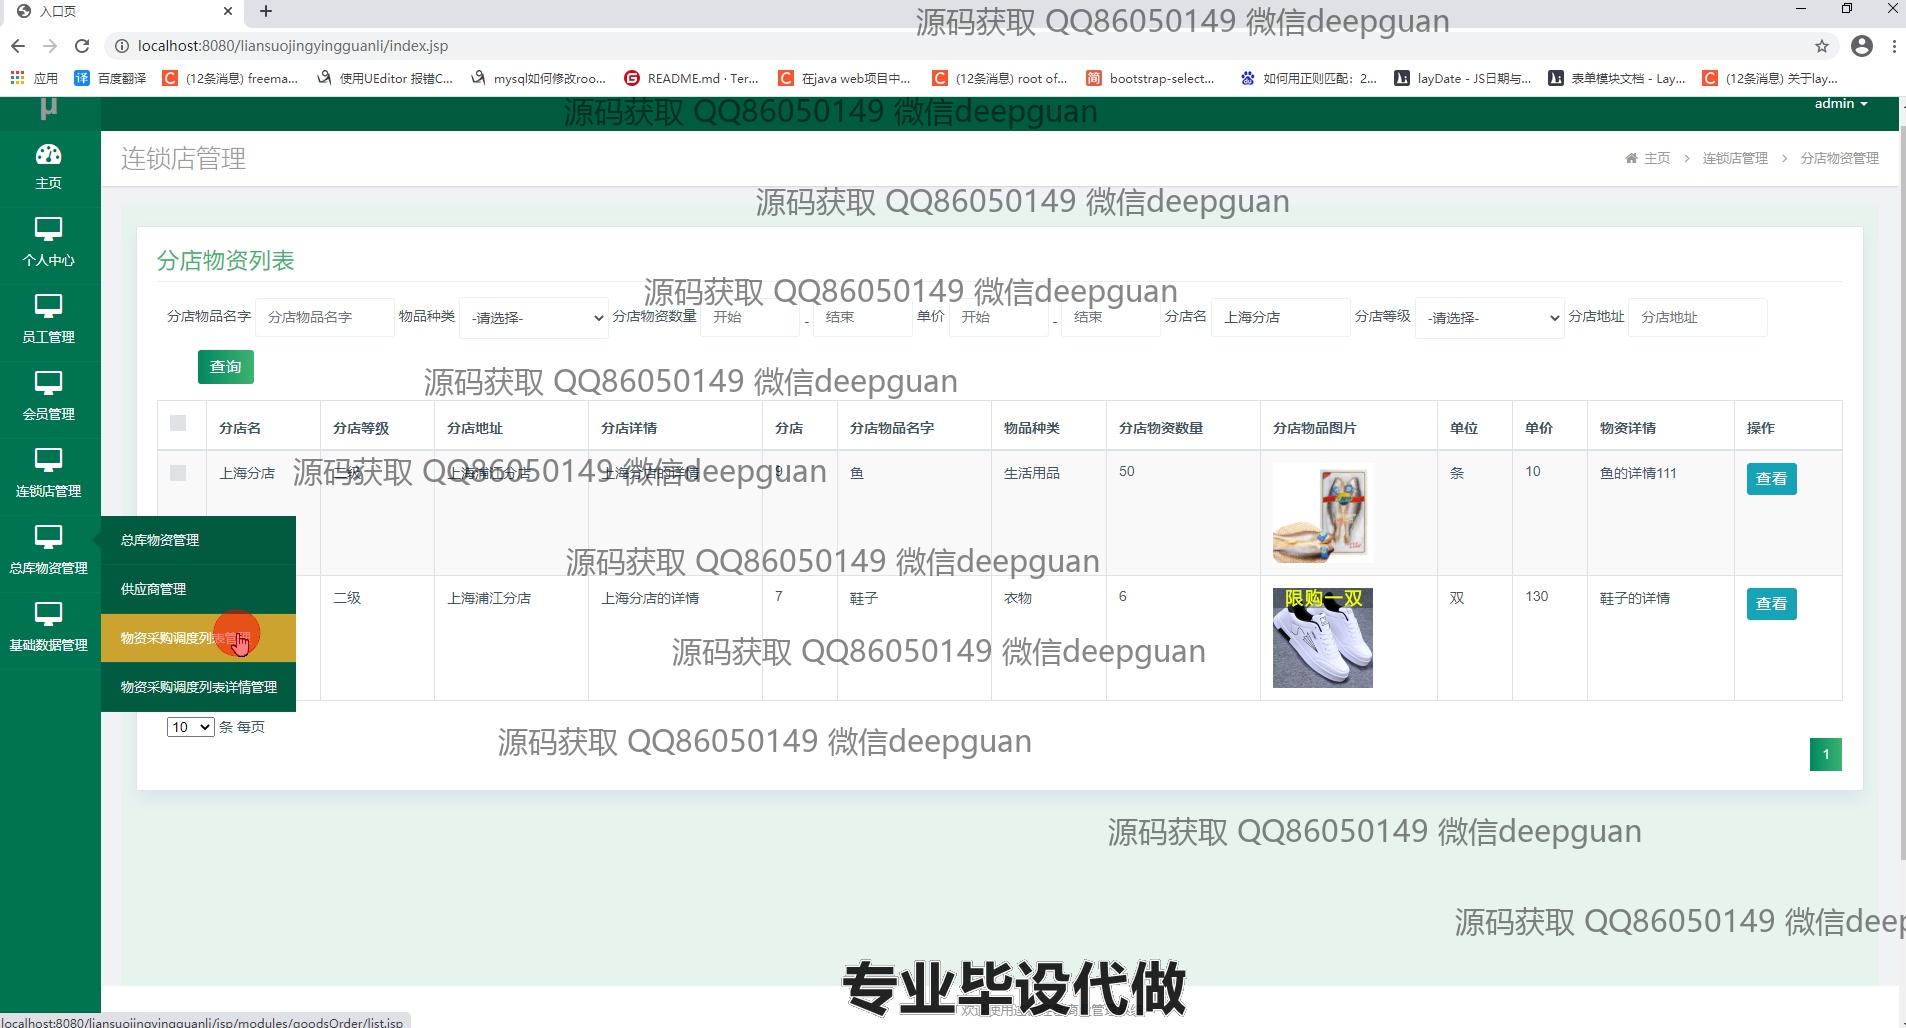 入口页
源码获取 QQ86050149 微信deepguan
localhost:8080/liansuojingyingguanli/index.jsp
应用 百度翻译 (12条消息) freema... 使用UEditor 报错C... mysql如何修改roo... README.md · Ter... 在java web项目中... (12条消息) root of... bootstrap-select... 如何用正则匹配：2... layDate - JS日期与... 表单模块文档 - Lay... (12条消息) 关于lay...
μ
源码获取 QQ86050149 微信deepguan
admin
连锁店管理
主页 > 连锁店管理 > 分店物资管理
主页
个人中心
员工管理
会员管理
连锁店管理
总库物资管理
基础数据管理
源码获取 QQ86050149 微信deepguan
分店物资列表
源码获取 QQ86050149 微信deepguan
分店物品名字 分店物品名字 物品种类 -请选择- 分店物资数量 开始 - 结束 单价 开始 - 结束 分店名 上海分店 分店等级 -请选择- 分店地址 分店地址
查询
源码获取 QQ86050149 微信deepguan
分店名 分店等级 分店地址 分店详情 分店 分店物品名字 物品种类 分店物资数量 分店物品图片 单位 单价 物资详情 操作
上海分店 二级 上海浦江分店 上海分店的详情 9 鱼 生活用品 50 条 10 鱼的详情111 查看
源码获取 QQ86050149 微信deepguan
总库物资管理
供应商管理
物资采购调度列表管理
物资采购调度列表详情管理
源码获取 QQ86050149 微信deepguan
二级 上海浦江分店 上海分店的详情 7 鞋子 衣物 6 双 130 鞋子的详情 查看
限购一双
源码获取 QQ86050149 微信deepguan
10 条 每页
源码获取 QQ86050149 微信deepguan
1
源码获取 QQ86050149 微信deepguan
源码获取 QQ86050149 微信deep
专业毕设代做
localhost:8080/liansuojingyingguanli/jsp/modules/goodsOrder/list.jsp